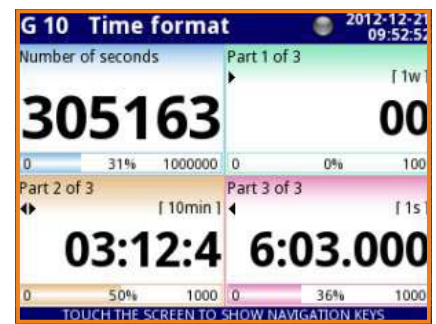 G 10 Time format
2012-12-21
09:52:52
Number of seconds
305163
0 31% 1000000
Part 1 of 3
[ 1w ]
00
0 0% 100
Part 2 of 3
[ 10min ]
03:12:4
0 50% 1000
Part 3 of 3
[ 1s ]
6:03.000
0 36% 1000
TOUCH THE SCREEN TO SHOW NAVIGATION KEYS